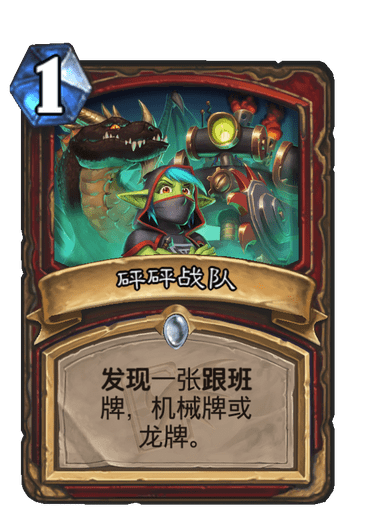 1
砰砰战队
发现一张跟班
牌，机械牌或
龙牌。